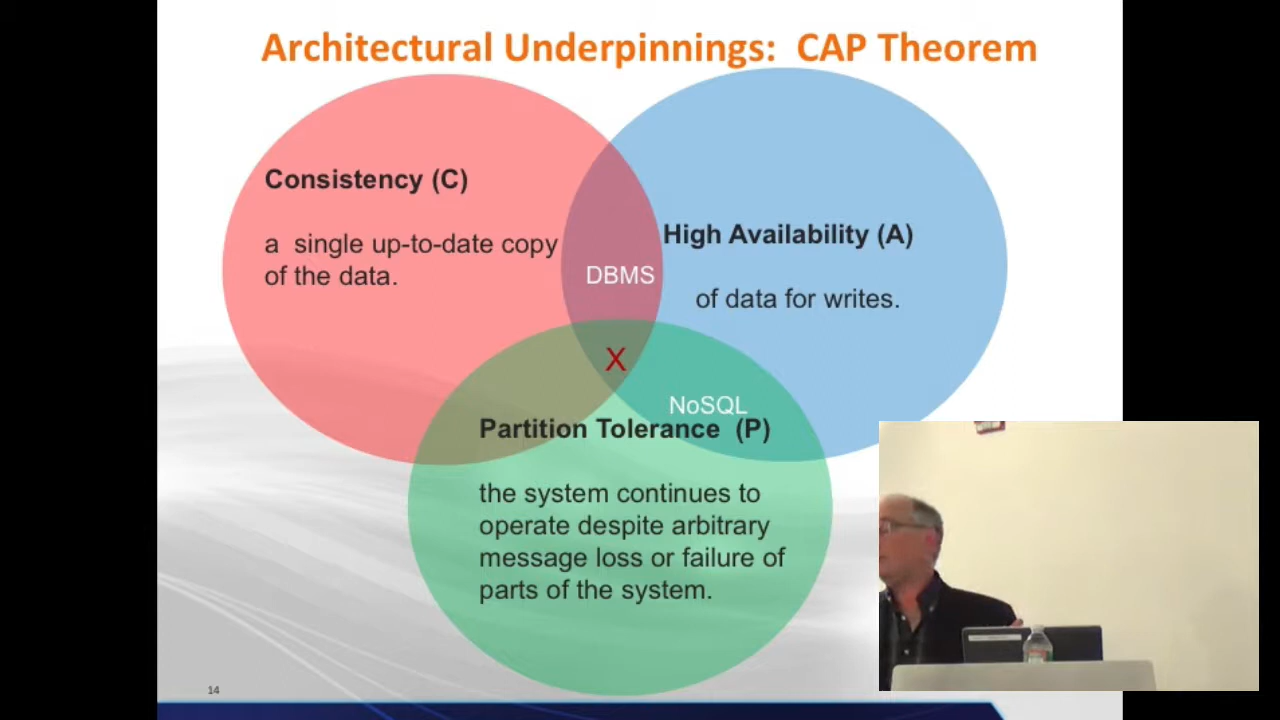 Architectural Underpinnings: CAP Theorem
Consistency (C)
a single up-to-date copy
of the data.
High Availability (A)
of data for writes.
DBMS
X
NoSQL
Partition Tolerance (P)
the system continues to
operate despite arbitrary
message loss or failure of
parts of the system.
14